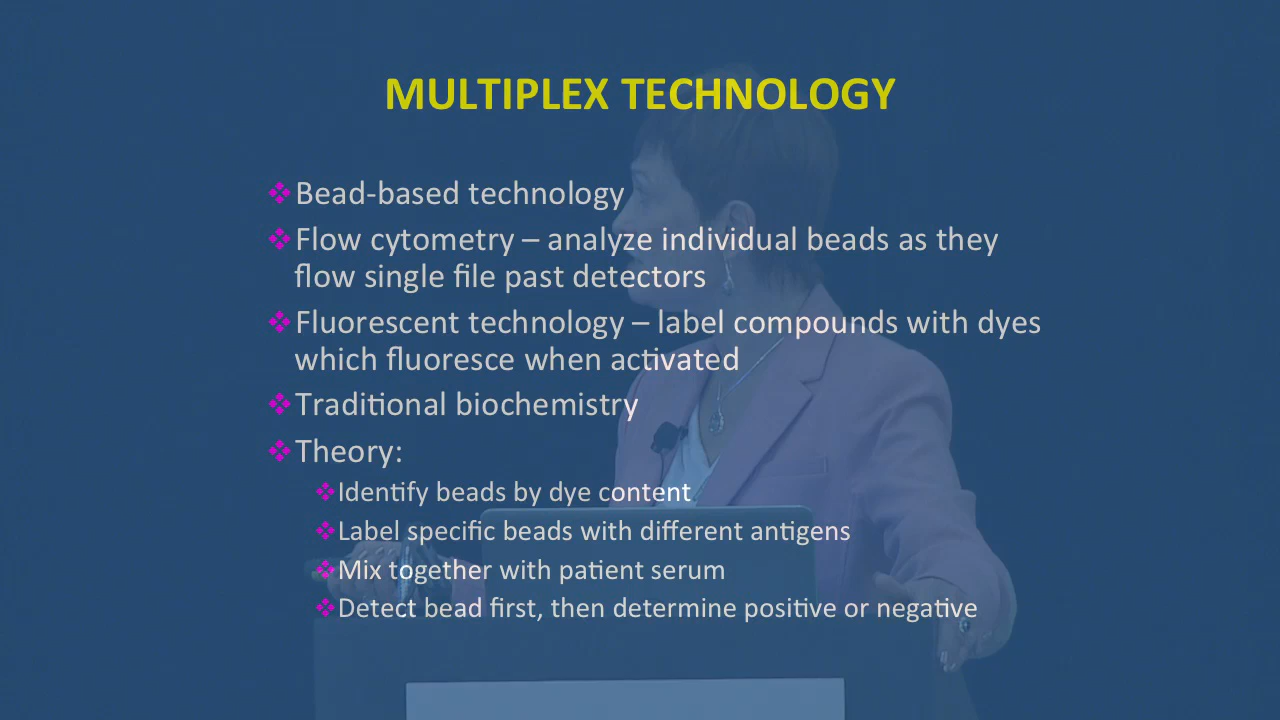 MULTIPLEX TECHNOLOGY
❖Bead-based technology
❖Flow cytometry – analyze individual beads as they
flow single file past detectors
❖Fluorescent technology – label compounds with dyes
which fluoresce when activated
❖Traditional biochemistry
❖Theory:
❖Identify beads by dye content
❖Label specific beads with different antigens
❖Mix together with patient serum
❖Detect bead first, then determine positive or negative